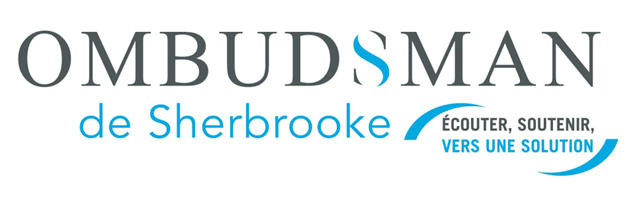 OMBUDSMAN
de Sherbrooke
ÉCOUTER, SOUTENIR,
VERS UNE SOLUTION